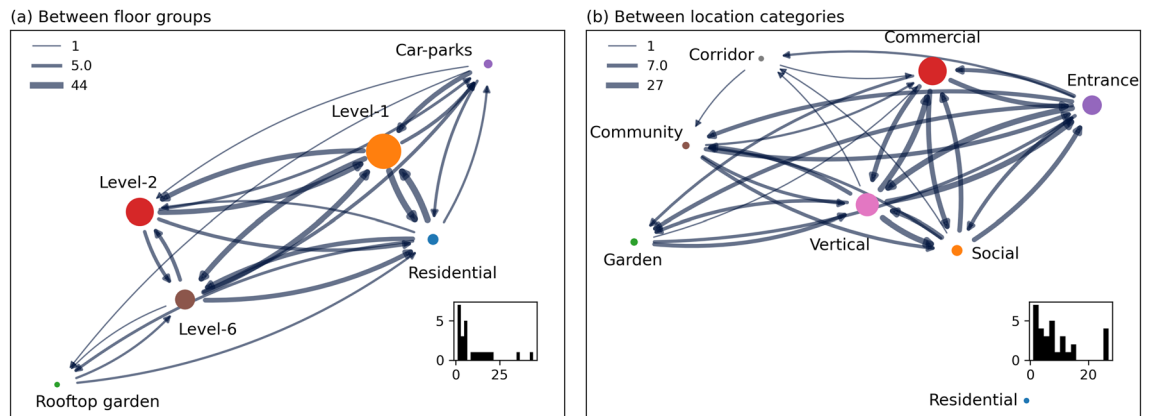 (a) Between floor groups
1
5.0
44
Car-parks
Level-1
Level-2
Residential
Level-6
Rooftop garden
5
0
0
25
(b) Between location categories
1
7.0
27
Corridor
Commercial
Entrance
Community
Vertical
Social
Garden
5
0
0
20
Residential